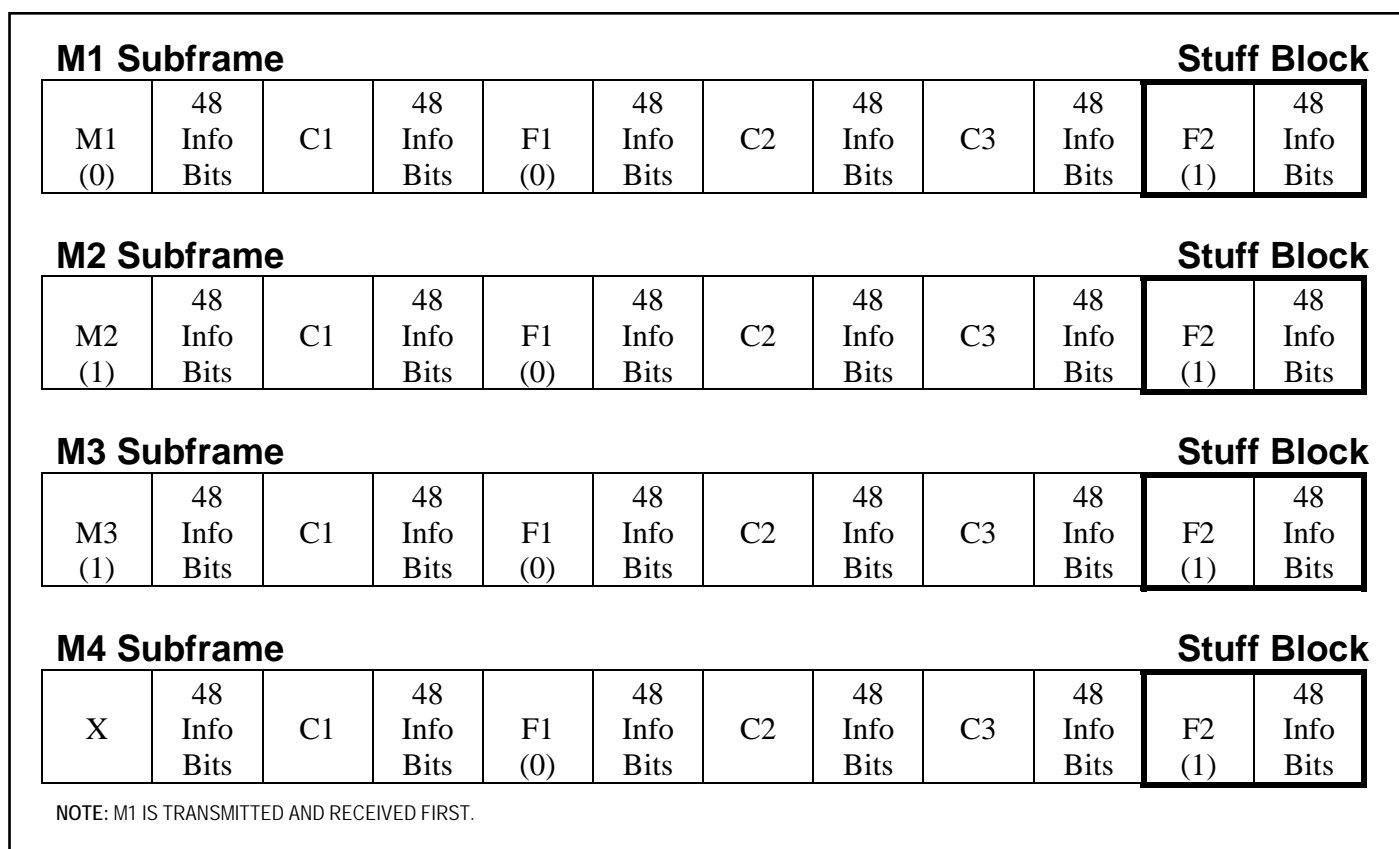 M1 Subframe Stuff Block
48 48 48 48 48 48
M1 Info C1 Info F1 Info C2 Info C3 Info F2 Info
(0) Bits Bits (0) Bits Bits Bits (1) Bits
M2 Subframe Stuff Block
48 48 48 48 48 48
M2 Info C1 Info F1 Info C2 Info C3 Info F2 Info
(1) Bits Bits (0) Bits Bits Bits (1) Bits
M3 Subframe Stuff Block
48 48 48 48 48 48
M3 Info C1 Info F1 Info C2 Info C3 Info F2 Info
(1) Bits Bits (0) Bits Bits Bits (1) Bits
M4 Subframe Stuff Block
48 48 48 48 48 48
X Info C1 Info F1 Info C2 Info C3 Info F2 Info
Bits Bits (0) Bits Bits Bits (1) Bits
NOTE: M1 IS TRANSMITTED AND RECEIVED FIRST.